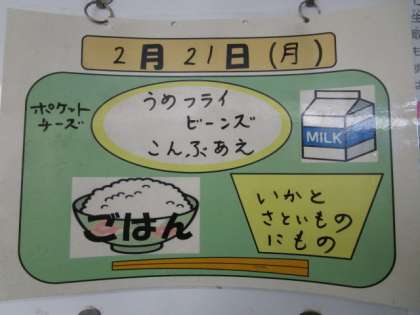 2月21日(月)
ポケット
チーズ
うめフライ
ビーンズ
こんぶあえ
MILK
ごはん
いかと
さといもの
にもの